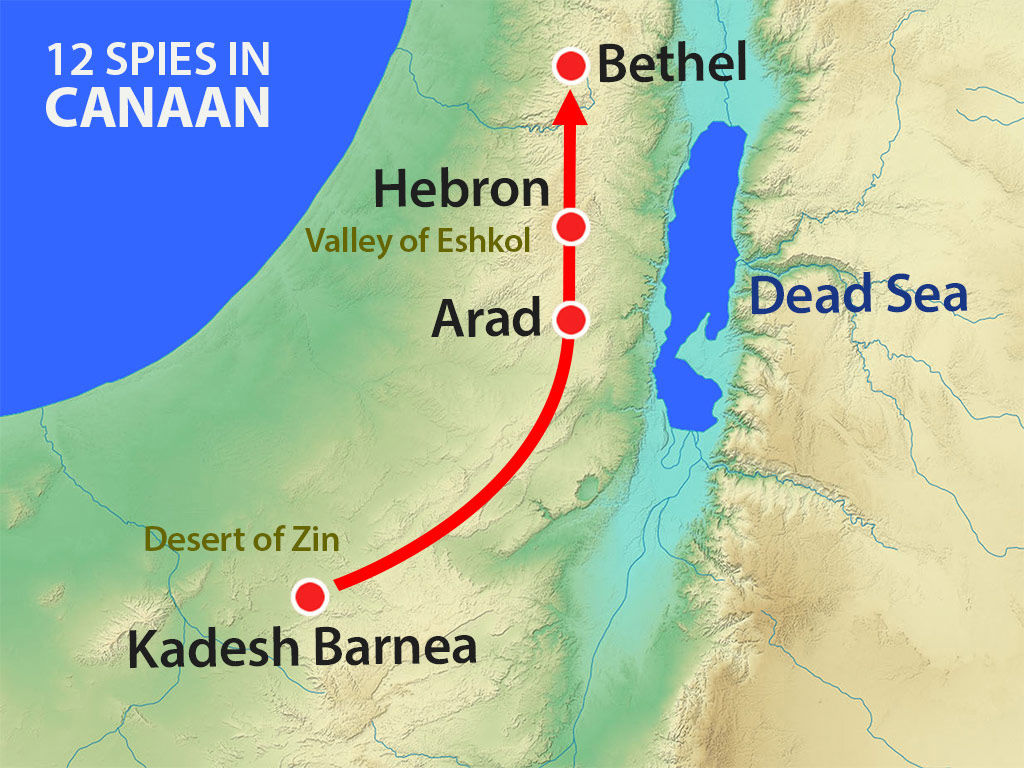 12 SPIES IN
CANAAN
Bethel
Hebron
Valley of Eshkol
Arad
Dead Sea
Desert of Zin
Kadesh Barnea